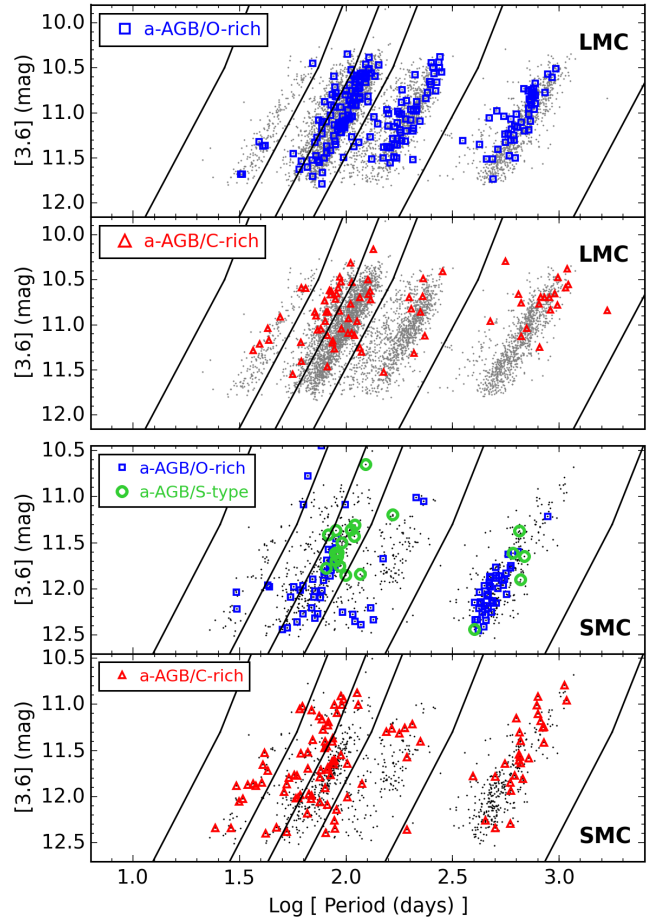 a-AGB/O-rich
LMC
[3.6] (mag)
10.0
10.5
11.0
11.5
12.0
a-AGB/C-rich
LMC
[3.6] (mag)
10.0
10.5
11.0
11.5
12.0
a-AGB/O-rich
a-AGB/S-type
SMC
[3.6] (mag)
10.5
11.0
11.5
12.0
12.5
a-AGB/C-rich
SMC
[3.6] (mag)
10.5
11.0
11.5
12.0
12.5
1.0 1.5 2.0 2.5 3.0
Log [ Period (days) ]